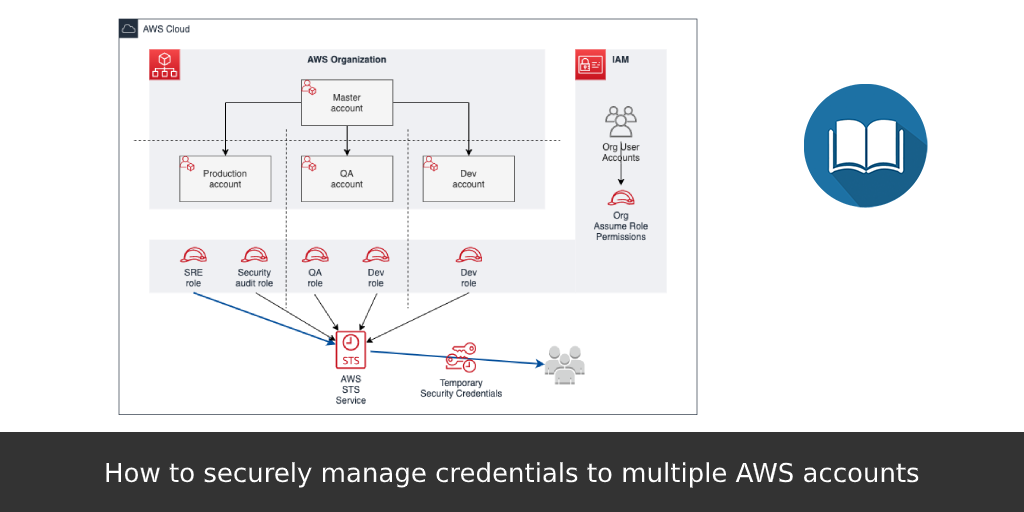 AWS Cloud
AWS Organization
IAM
Master
account
Org User
Accounts
Production
account
QA
account
Dev
account
Org
Assume Role
Permissions
SRE
role
Security
audit role
QA
role
Dev
role
Dev
role
STS
AWS
STS
Service
Temporary
Security Credentials
How to securely manage credentials to multiple AWS accounts